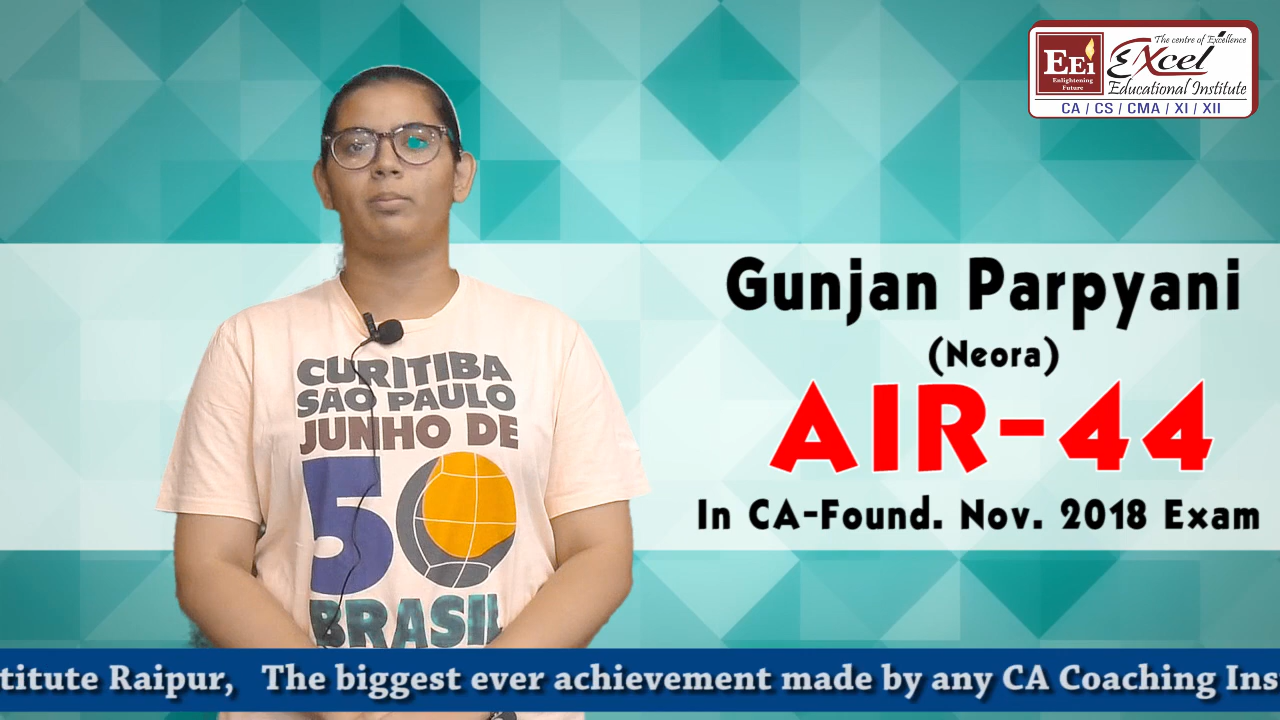 The centre of Excellence
EEi
Excel
Enlightening
Future
Educational Institute
CA / CS / CMA / XI / XII
Gunjan Parpyani
(Neora)
AIR-44
In CA-Found. Nov. 2018 Exam
CURITIBA
SÃO PAULO
JUNHO DE
50
BRASIL
titute Raipur, The biggest ever achievement made by any CA Coaching Ins